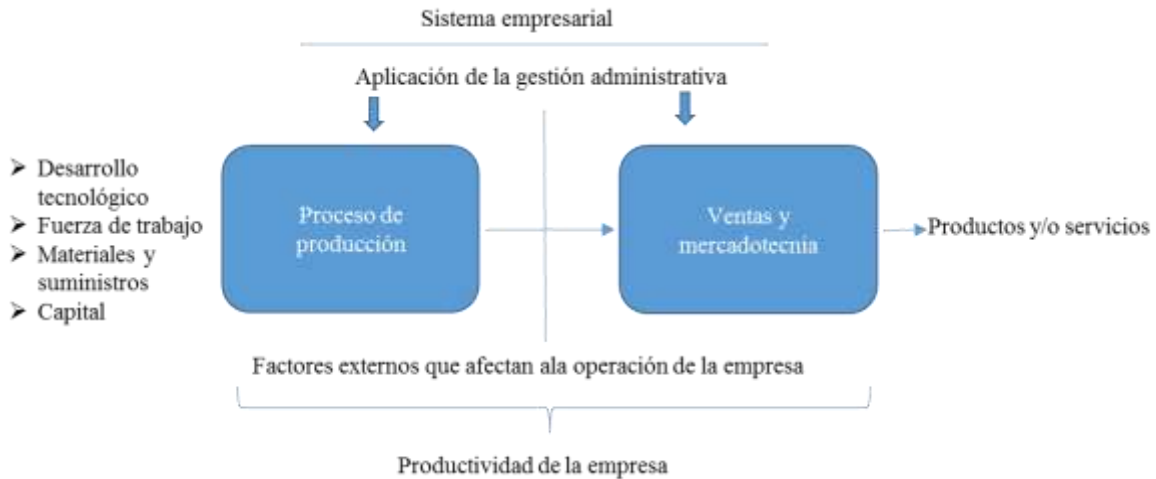 Sistema empresarial
Aplicación de la gestión administrativa
➢ Desarrollo
tecnológico
➢ Fuerza de trabajo
➢ Materiales y
suministros
➢ Capital
Proceso de
producción
Ventas y
mercadotecnia
Productos y/o servicios
Factores externos que afectan ala operación de la empresa
Productividad de la empresa